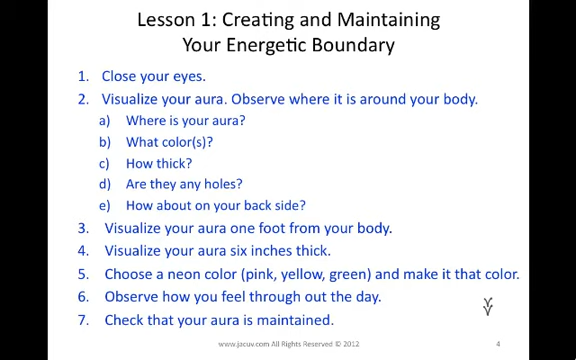 Lesson 1: Creating and Maintaining
Your Energetic Boundary
1. Close your eyes.
2. Visualize your aura. Observe where it is around your body.
a) Where is your aura?
b) What color(s)?
c) How thick?
d) Are they any holes?
e) How about on your back side?
3. Visualize your aura one foot from your body.
4. Visualize your aura six inches thick.
5. Choose a neon color (pink, yellow, green) and make it that color.
6. Observe how you feel through out the day.
7. Check that your aura is maintained.
www.jacuv.com All Rights Reserved © 2012
4